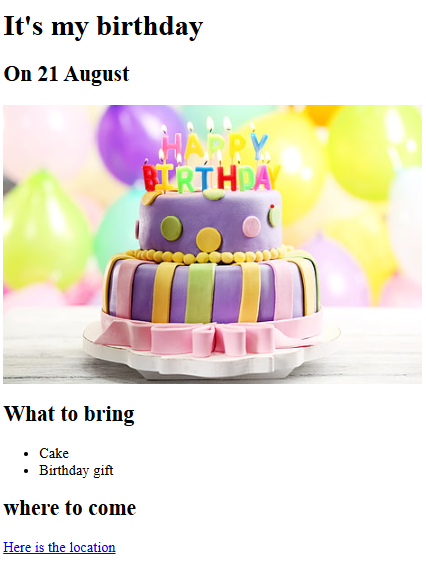 It's my birthday
On 21 August
HAPPY
BIRTHDAY
What to bring
Cake
Birthday gift
where to come
Here is the location